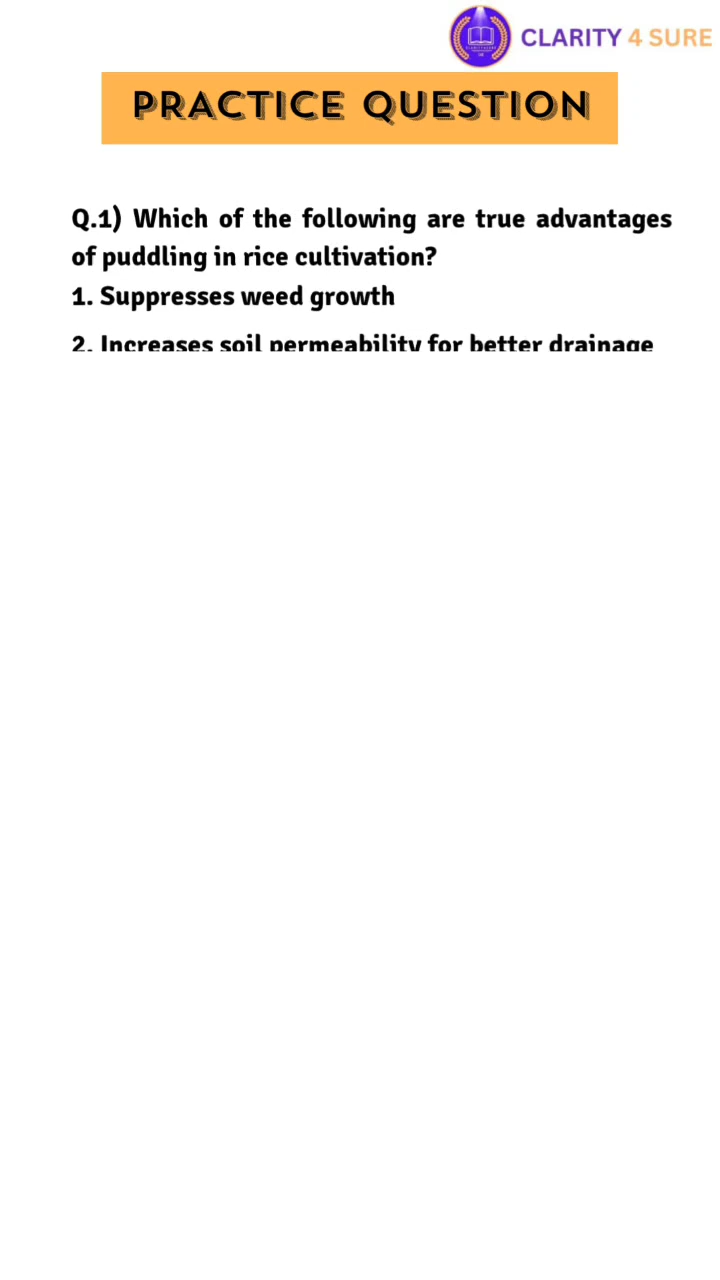 CLARITY 4 SURE
PRACTICE QUESTION
Q.1) Which of the following are true advantages
of puddling in rice cultivation?
1. Suppresses weed growth
2. Increases soil permeability for better drainage